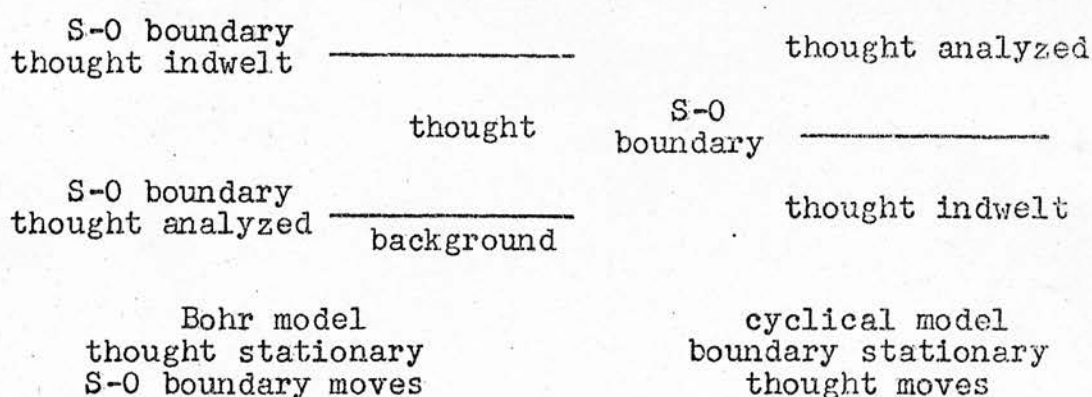 S-O boundary
thought indwelt
thought
S-O boundary
thought analyzed
background
Bohr model
thought stationary
S-O boundary moves
thought analyzed
S-O
boundary
thought indwelt
cyclical model
boundary stationary
thought moves